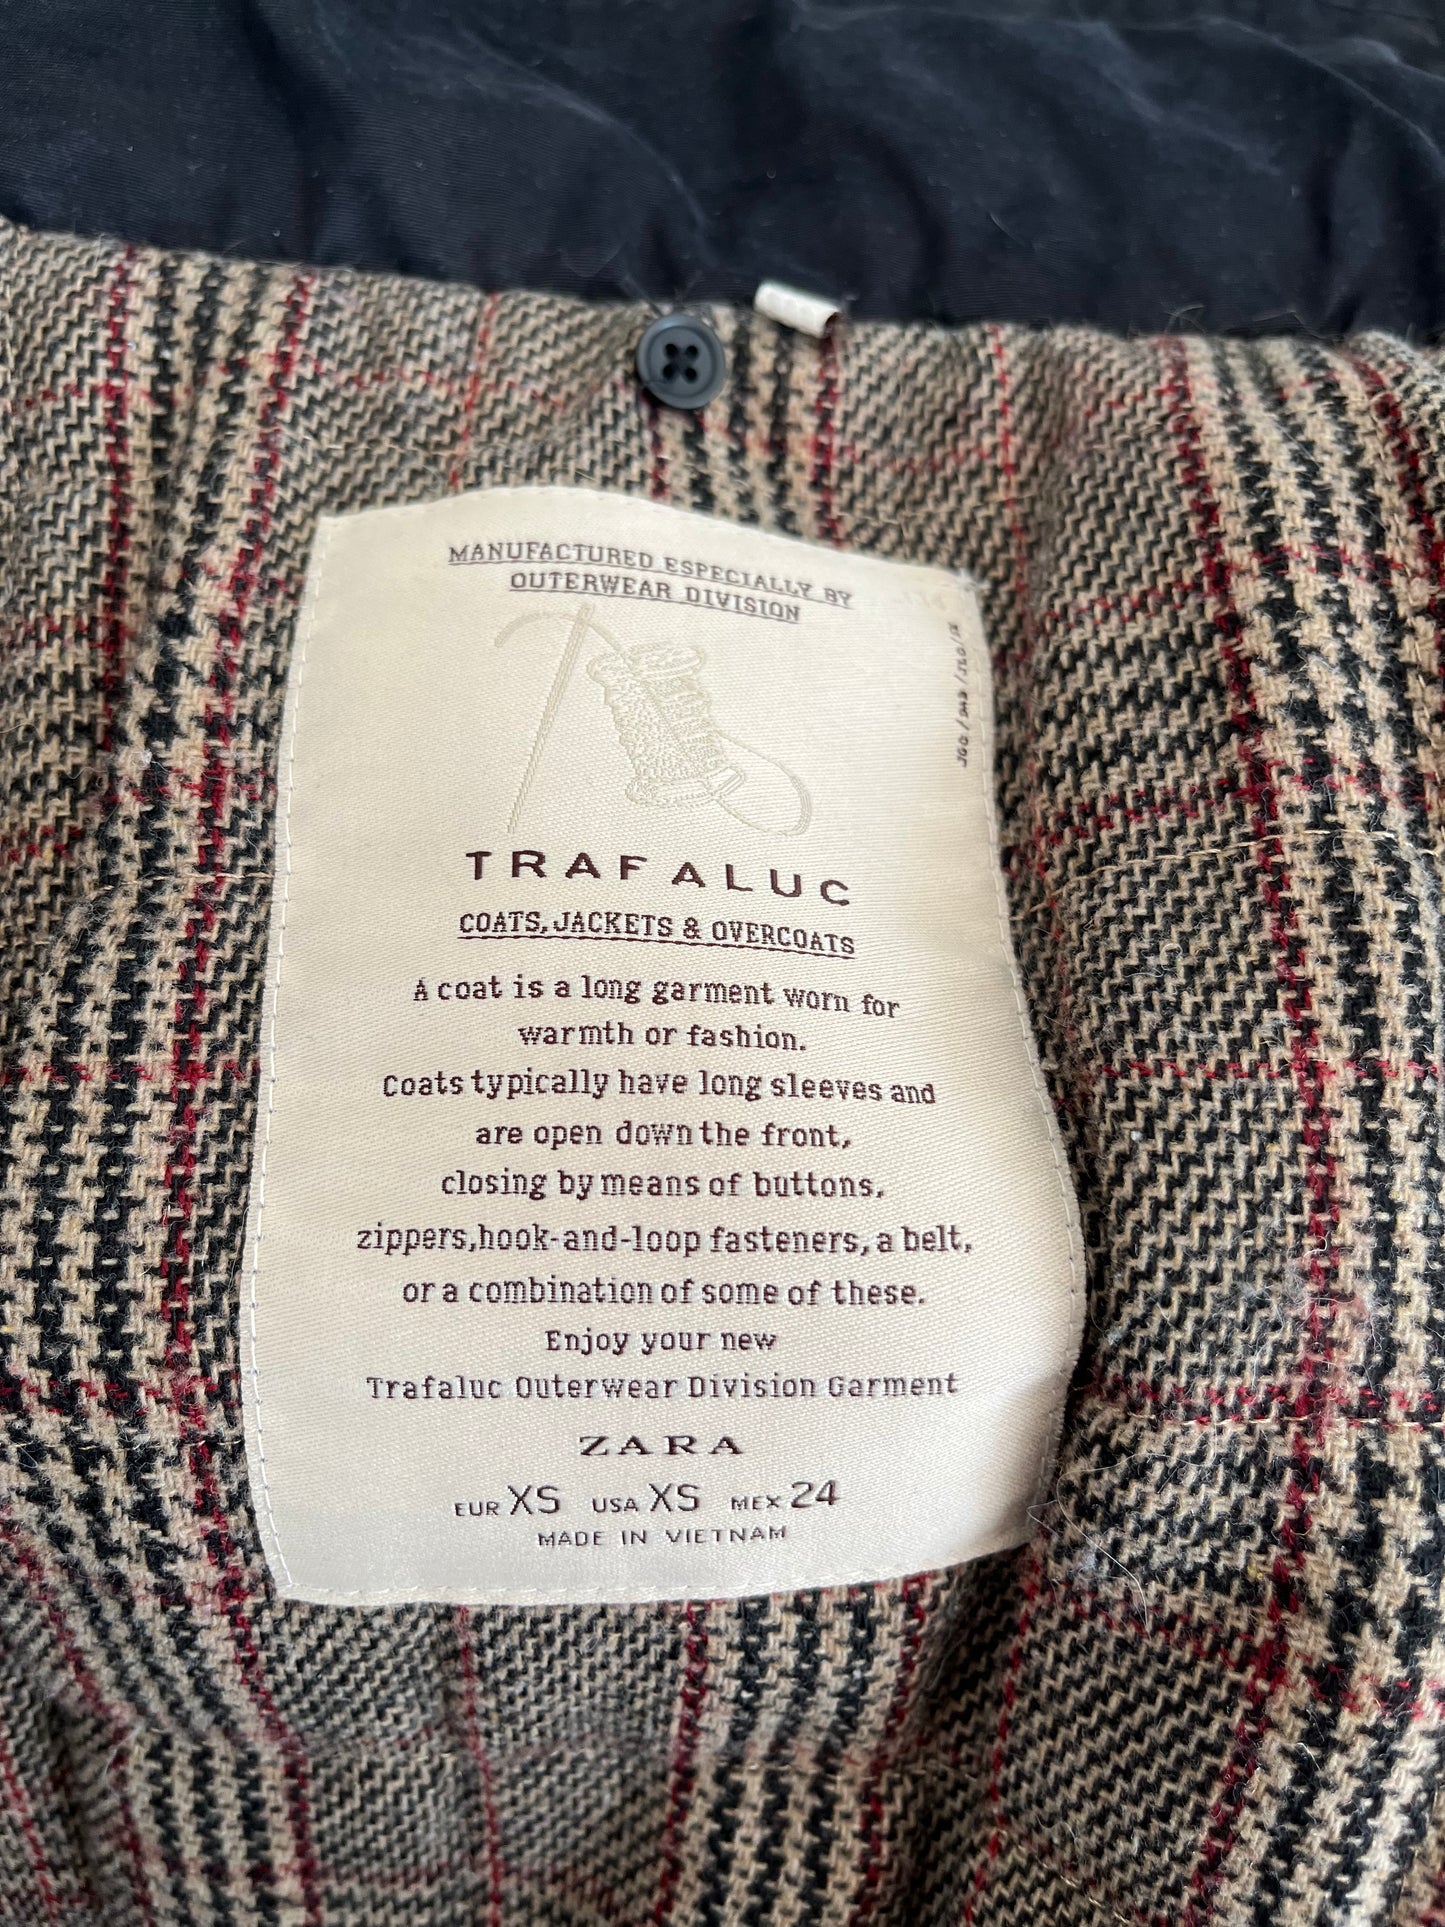 MANUFACTURED ESPECIALLY BY
OUTERWEAR DIVISION
TRAFALUC
COATS, JACKETS & OVERCOATS
A coat is a long garment worn for
warmth or fashion.
Coats typically have long sleeves and
are open down the front,
closing by means of buttons,
zippers, hook-and-loop fasteners, a belt,
or a combination of some of these.
Enjoy your new
Trafaluc Outerwear Division Garment
ZARA
EUR XS USA XS MEX 24
MADE IN VIETNAM